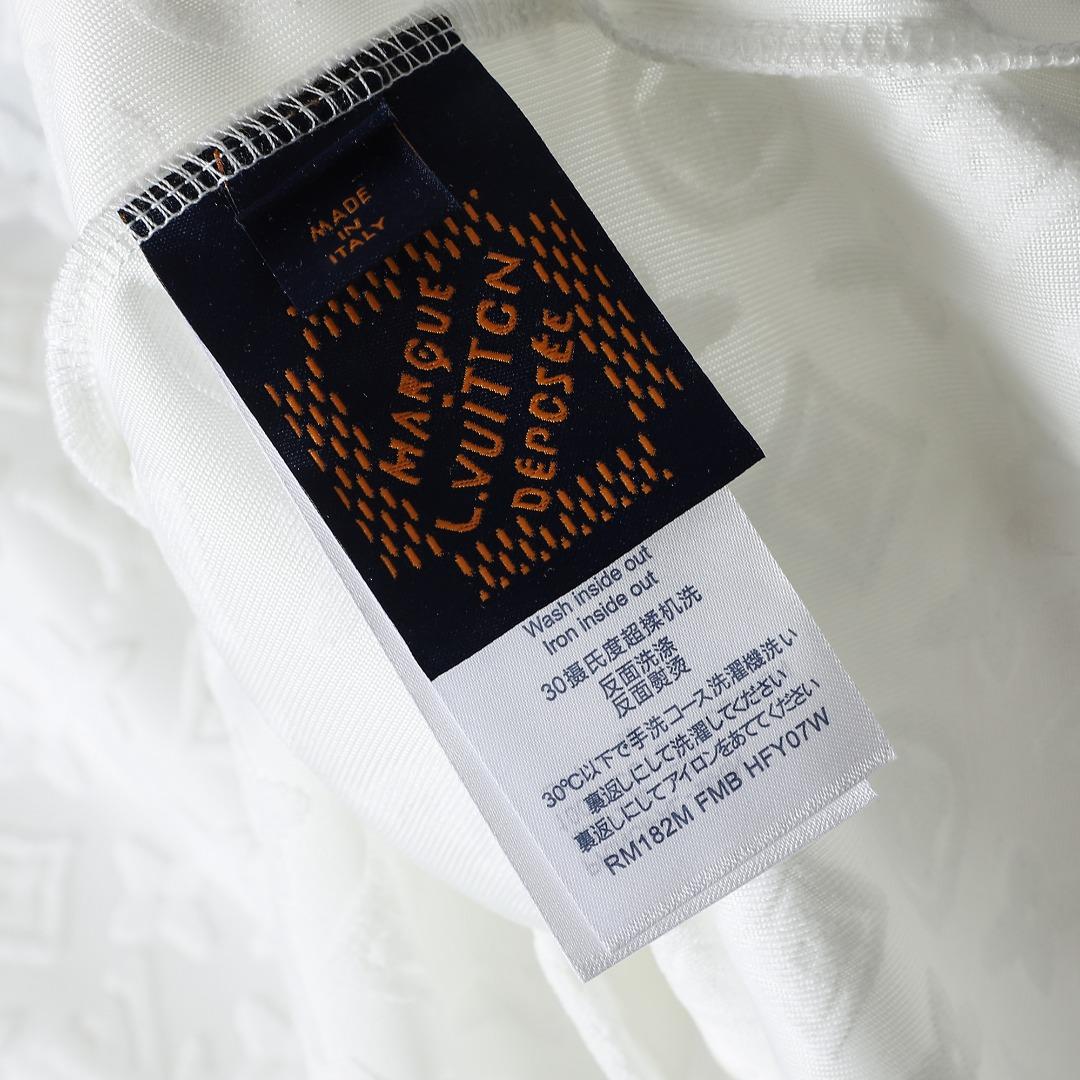 MADE
IN
ITALY
MARQUE
L.VUITTON
DEPOSÉE
Wash inside out
Iron inside out
30摄氏度超揉机洗
反面洗涤
反面熨烫
30℃以下で手洗コース洗濯機洗い
裏返しにして洗濯してください
裏返しにしてアイロンをあててください
RM182M FMB HFY07W